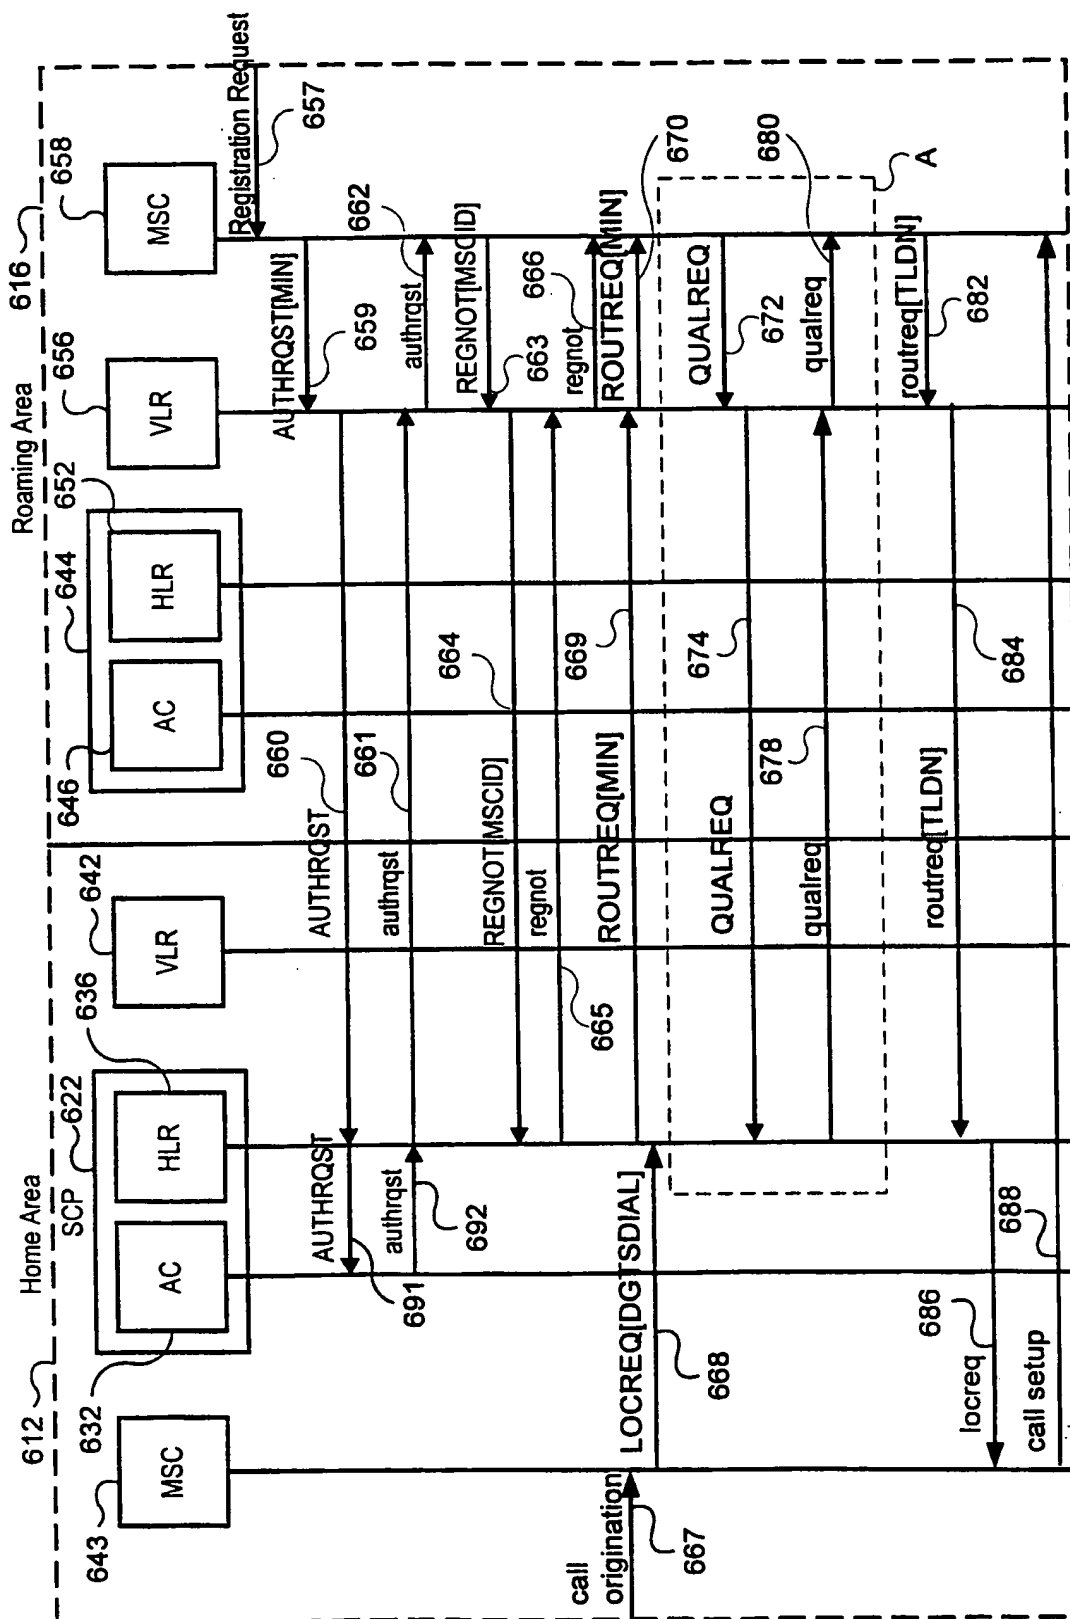 612
Home Area
Roaming Area
616
643
MSC
632
SCP
622
AC
HLR
636
VLR
642
646
644
AC
HLR
652
VLR
656
MSC
658
Registration Request
657
AUTHRQST[MIN]
659
AUTHRQST
660
AUTHRQST
691
authrqst
692
authrqst
661
authrqst
662
REGNOT[MSCID]
663
REGNOT[MSCID]
664
regnot
665
regnot
666
call
origination
667
LOCREQ[DGTSDIAL]
668
ROUTREQ[MIN]
669
ROUTREQ[MIN]
670
QUALREQ
672
QUALREQ
674
qualreq
678
qualreq
680
A
routreq[TLDN]
682
routreq[TLDN]
684
locreq
686
call setup
688